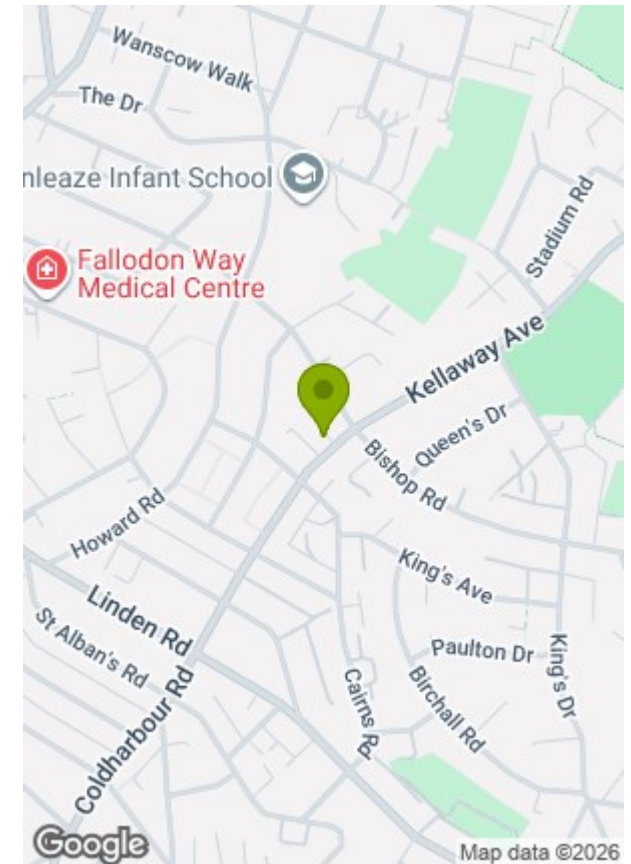 Wanscow Walk
The Dr
nleaze Infant School
Stadium Rd
Fallodon Way
Medical Centre
Kellaway Ave
Queen's Dr
Bishop Rd
Howard Rd
King's Ave
Linden Rd
St Alban's Rd
Paulton Dr
King's Dr
Cairns Rd
Birchall Rd
Coldharbour Rd
Google
Map data ©2026